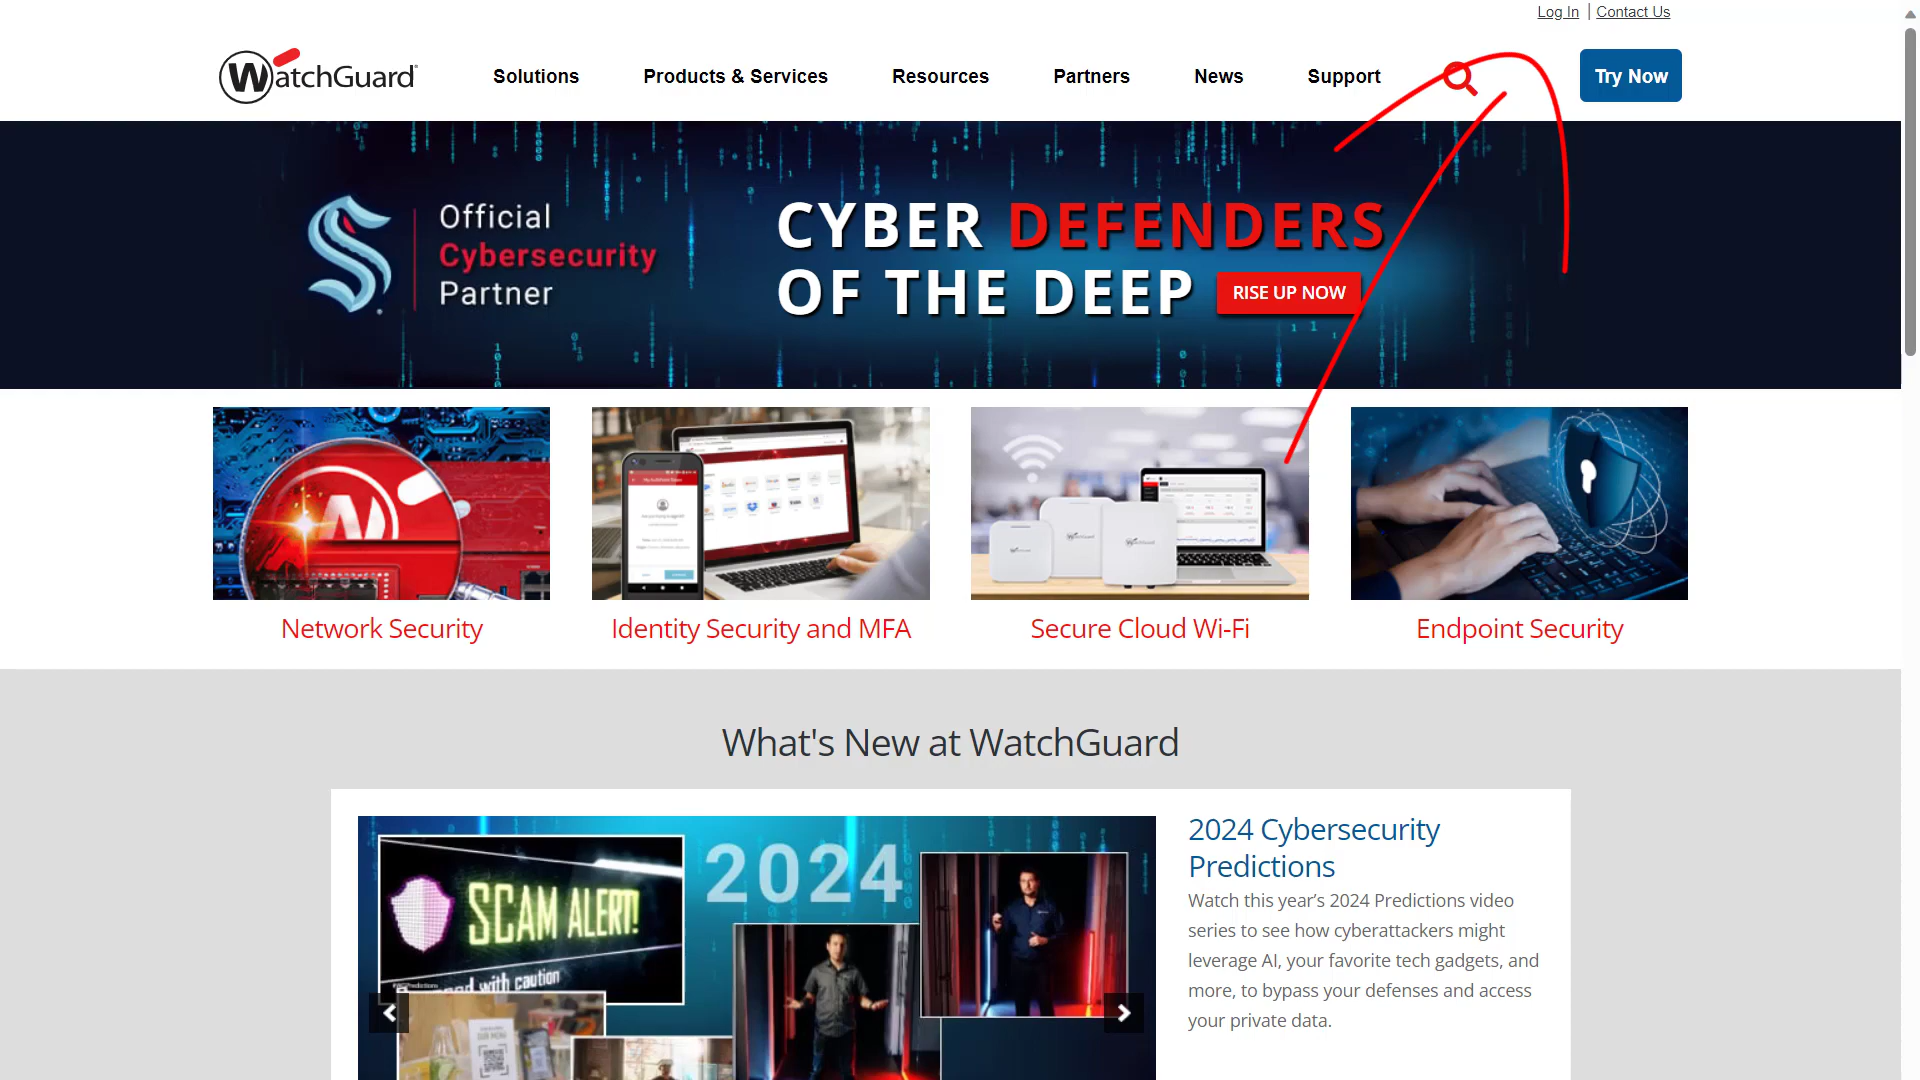 Log In | Contact Us
WatchGuard
Solutions
Products & Services
Resources
Partners
News
Support
Try Now
Official
Cybersecurity
Partner
CYBER DEFENDERS
OF THE DEEP
RISE UP NOW
Network Security
Identity Security and MFA
Secure Cloud Wi-Fi
Endpoint Security
What's New at WatchGuard
2024
SCAM ALERT!
with caution
2024 Cybersecurity
Predictions
Watch this year’s 2024 Predictions video
series to see how cyberattackers might
leverage AI, your favorite tech gadgets, and
more, to bypass your defenses and access
your private data.